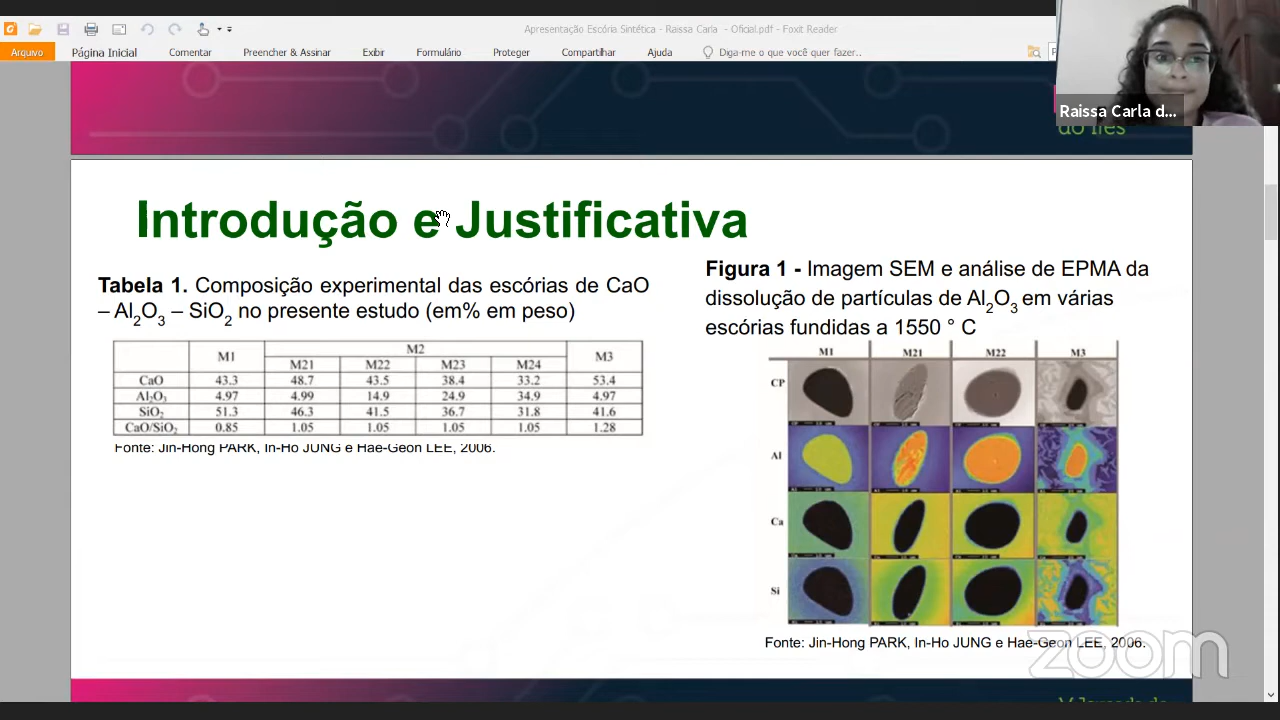 Apresentação Escória Sintética - Raissa Carla - Oficial.pdf - Foxit Reader
Arquivo Página Inicial Comentar Preencher & Assinar Exibir Formulário Proteger Compartilhar Ajuda Diga-me o que você quer fazer..
Raissa Carla d...
do Ifes
Introdução e Justificativa
Tabela 1. Composição experimental das escórias de CaO
– Al2O3 – SiO2 no presente estudo (em% em peso)
M1 M2 M3
M21 M22 M23 M24
CaO 43.3 48.7 43.5 38.4 33.2 53.4
Al2O3 4.97 4.99 14.9 24.9 34.9 4.97
SiO2 51.3 46.3 41.5 36.7 31.8 41.6
CaO/SiO2 0.85 1.05 1.05 1.05 1.05 1.28
Fonte: Jin-Hong PARK, In-Ho JUNG e Hae-Geon LEE, 2006.
Figura 1 - Imagem SEM e análise de EPMA da
dissolução de partículas de Al2O3 em várias
escórias fundidas a 1550 ° C
M1 M21 M22 M3
CP
Al
Ca
Si
Fonte: Jin-Hong PARK, In-Ho JUNG e Hae-Geon LEE, 2006.
zoom
V Jornada de